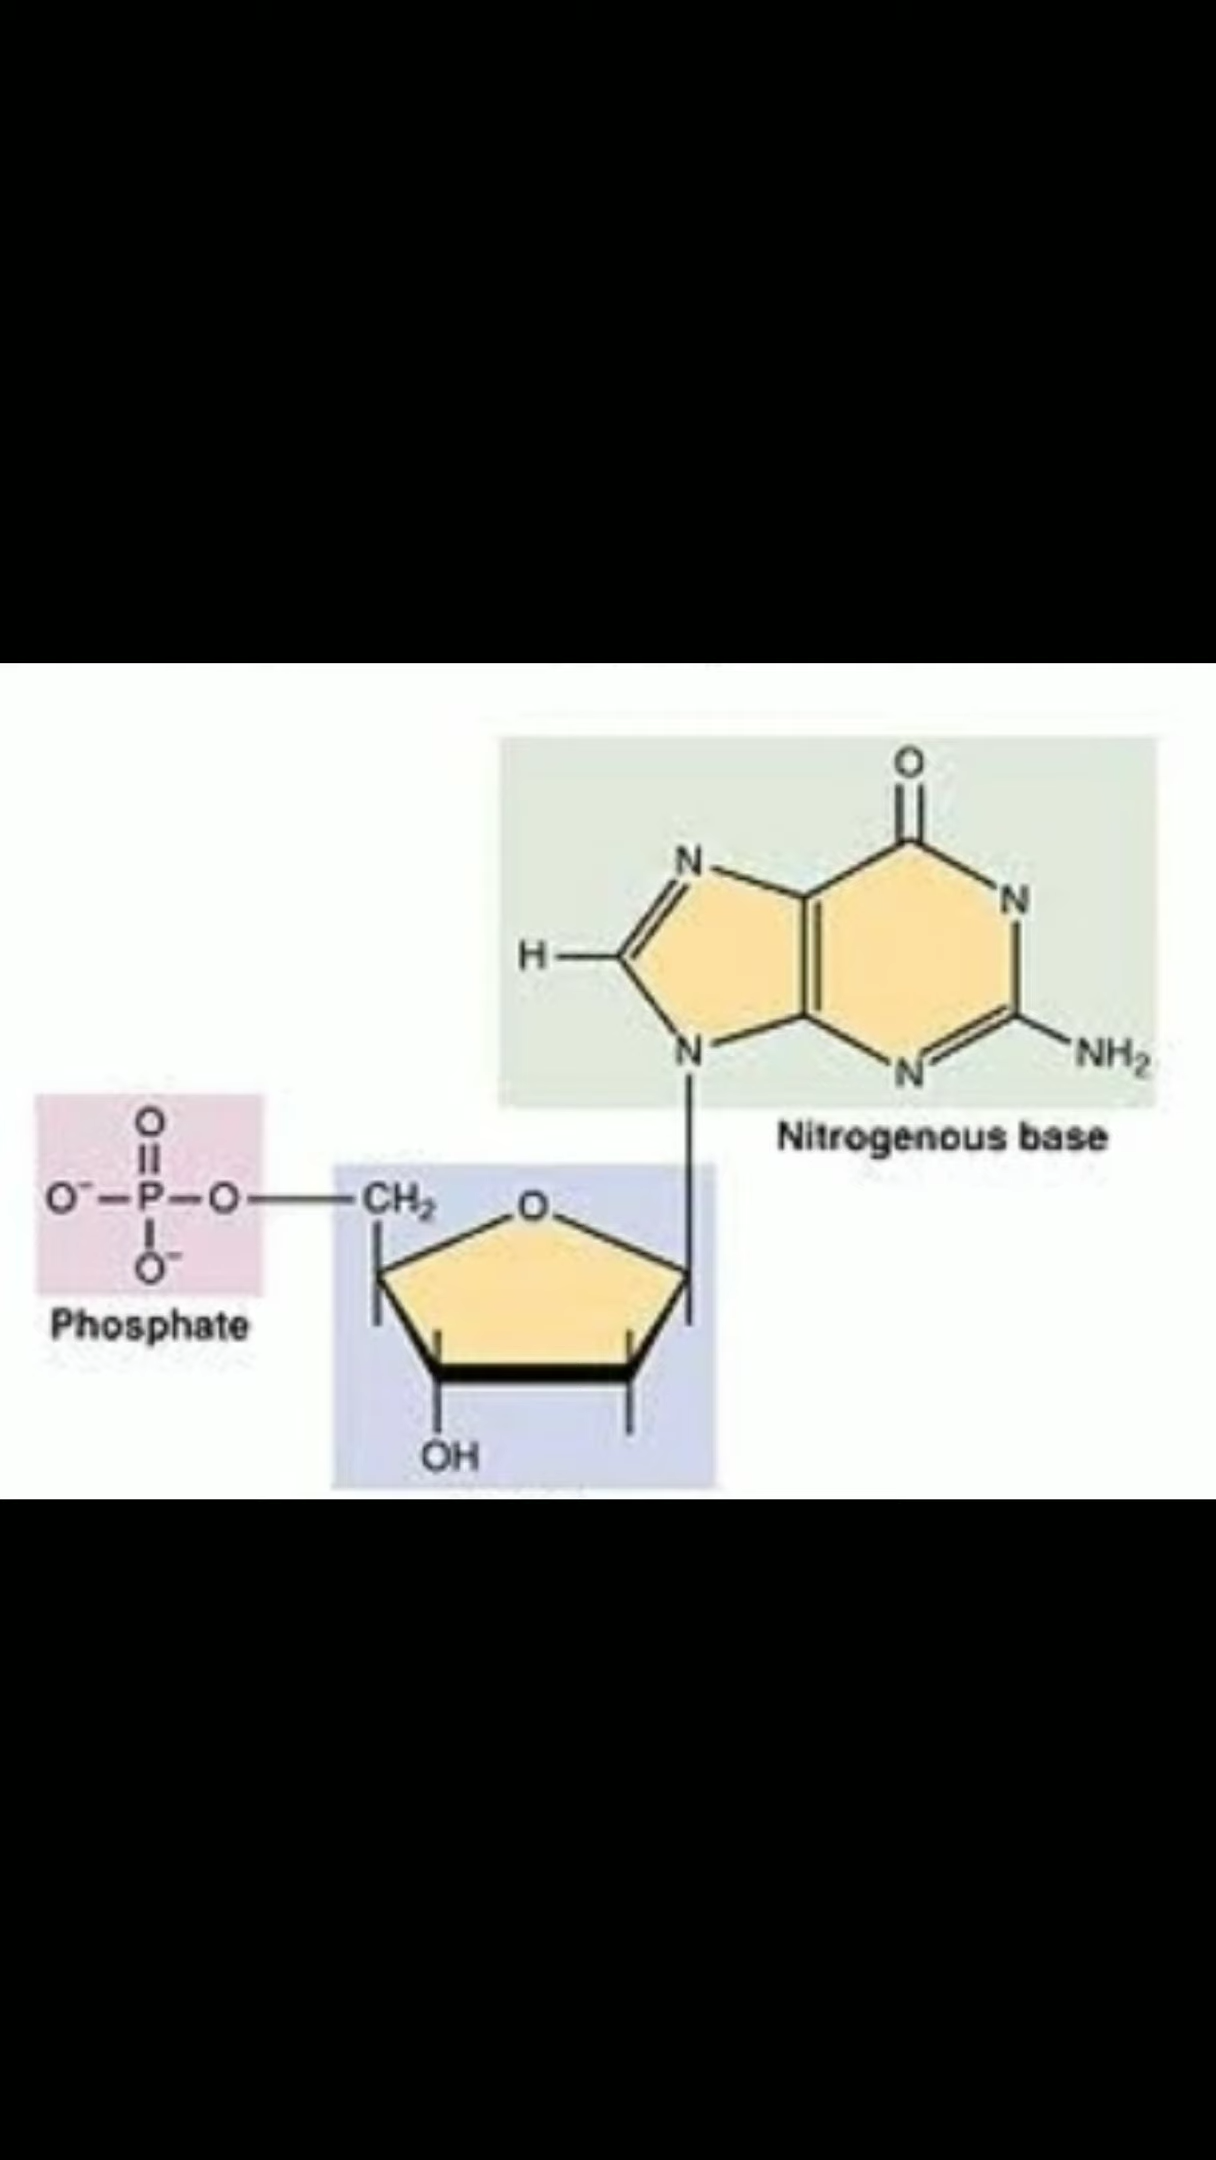 O
N
N
H
N
N
NH₂
Nitrogenous base
O
O⁻–P–O
O⁻
Phosphate
CH₂
O
OH